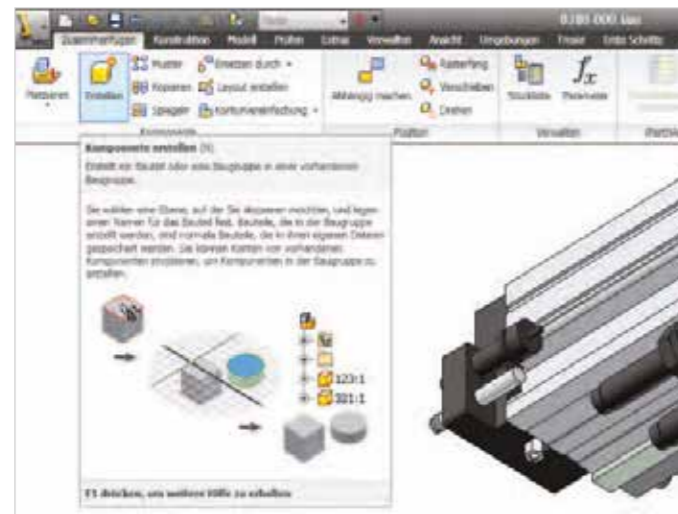 Zusammenfügen Konstruktion Modell Prüfen Extras Verwalten Ansicht Umgebungen Erste Schritte
Platzieren
Erstellen
Muster Ersetzen durch
Kopieren Layout erstellen
Spiegeln Konturvereinfachung
Abhängig machen
Rasterfang
Verschieben
Drehen
Stückliste
fx
Parameter
Komponente Position Verwalten
Komponente erstellen (N)
Erstellt ein Bauteil oder eine Baugruppe in einer vorhandenen
Baugruppe.
Sie wählen eine Ebene, auf der Sie skizzieren möchten, und legen
einen Namen für das Bauteil fest. Bauteile, die in der Baugruppe
erstellt werden, sind normale Bauteile, die in ihren eigenen Dateien
gespeichert werden. Sie können Kanten von vorhandenen
Komponenten projizieren, um Komponenten in der Baugruppe zu
erstellen.
123:1
321:1
F1 drücken, um weitere Hilfe zu erhalten